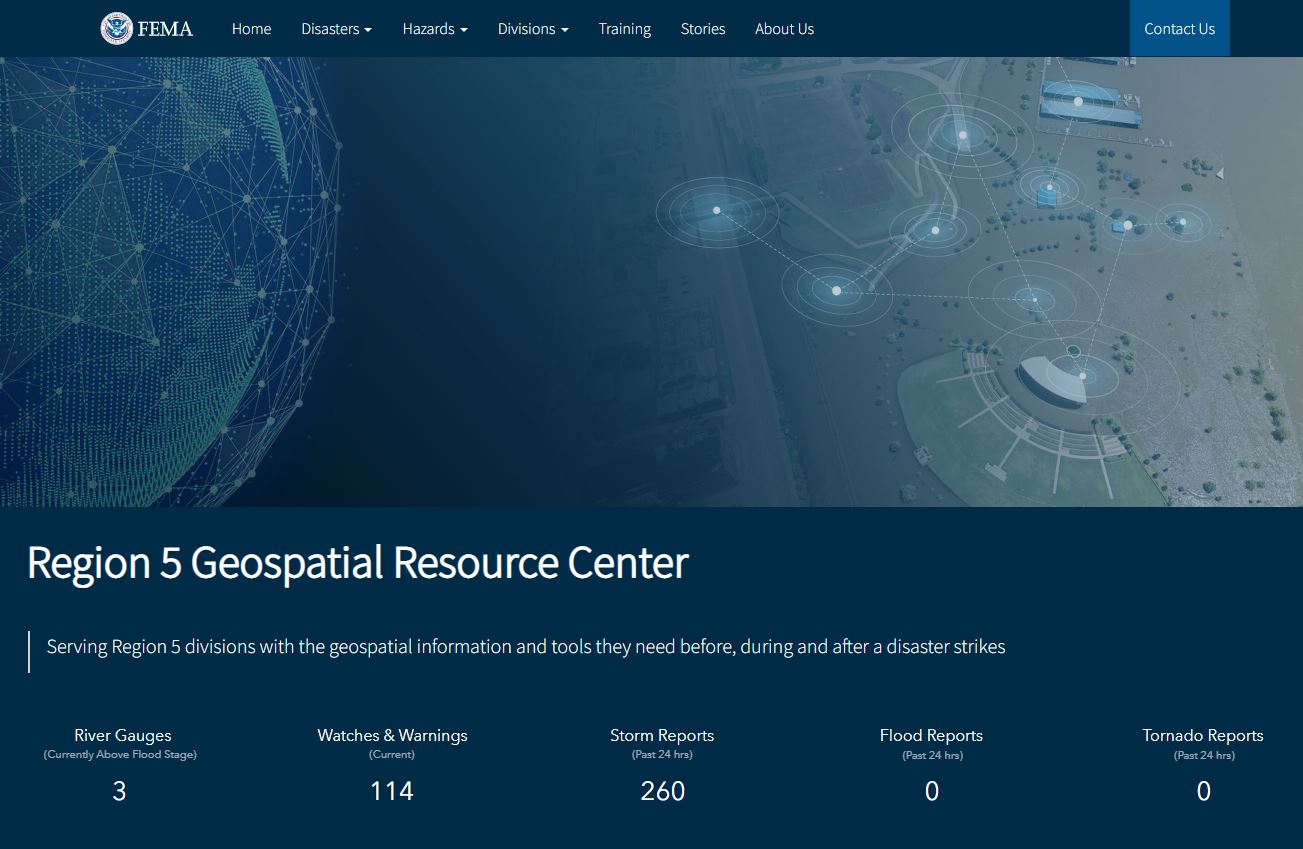 FEMA Home Disasters Hazards Divisions Training Stories About Us Contact Us
Region 5 Geospatial Resource Center
Serving Region 5 divisions with the geospatial information and tools they need before, during and after a disaster strikes
River Gauges Watches & Warnings Storm Reports Flood Reports Tornado Reports
(Currently Above Flood Stage) (Current) (Past 24 hrs) (Past 24 hrs) (Past 24 hrs)
3 114 260 0 0